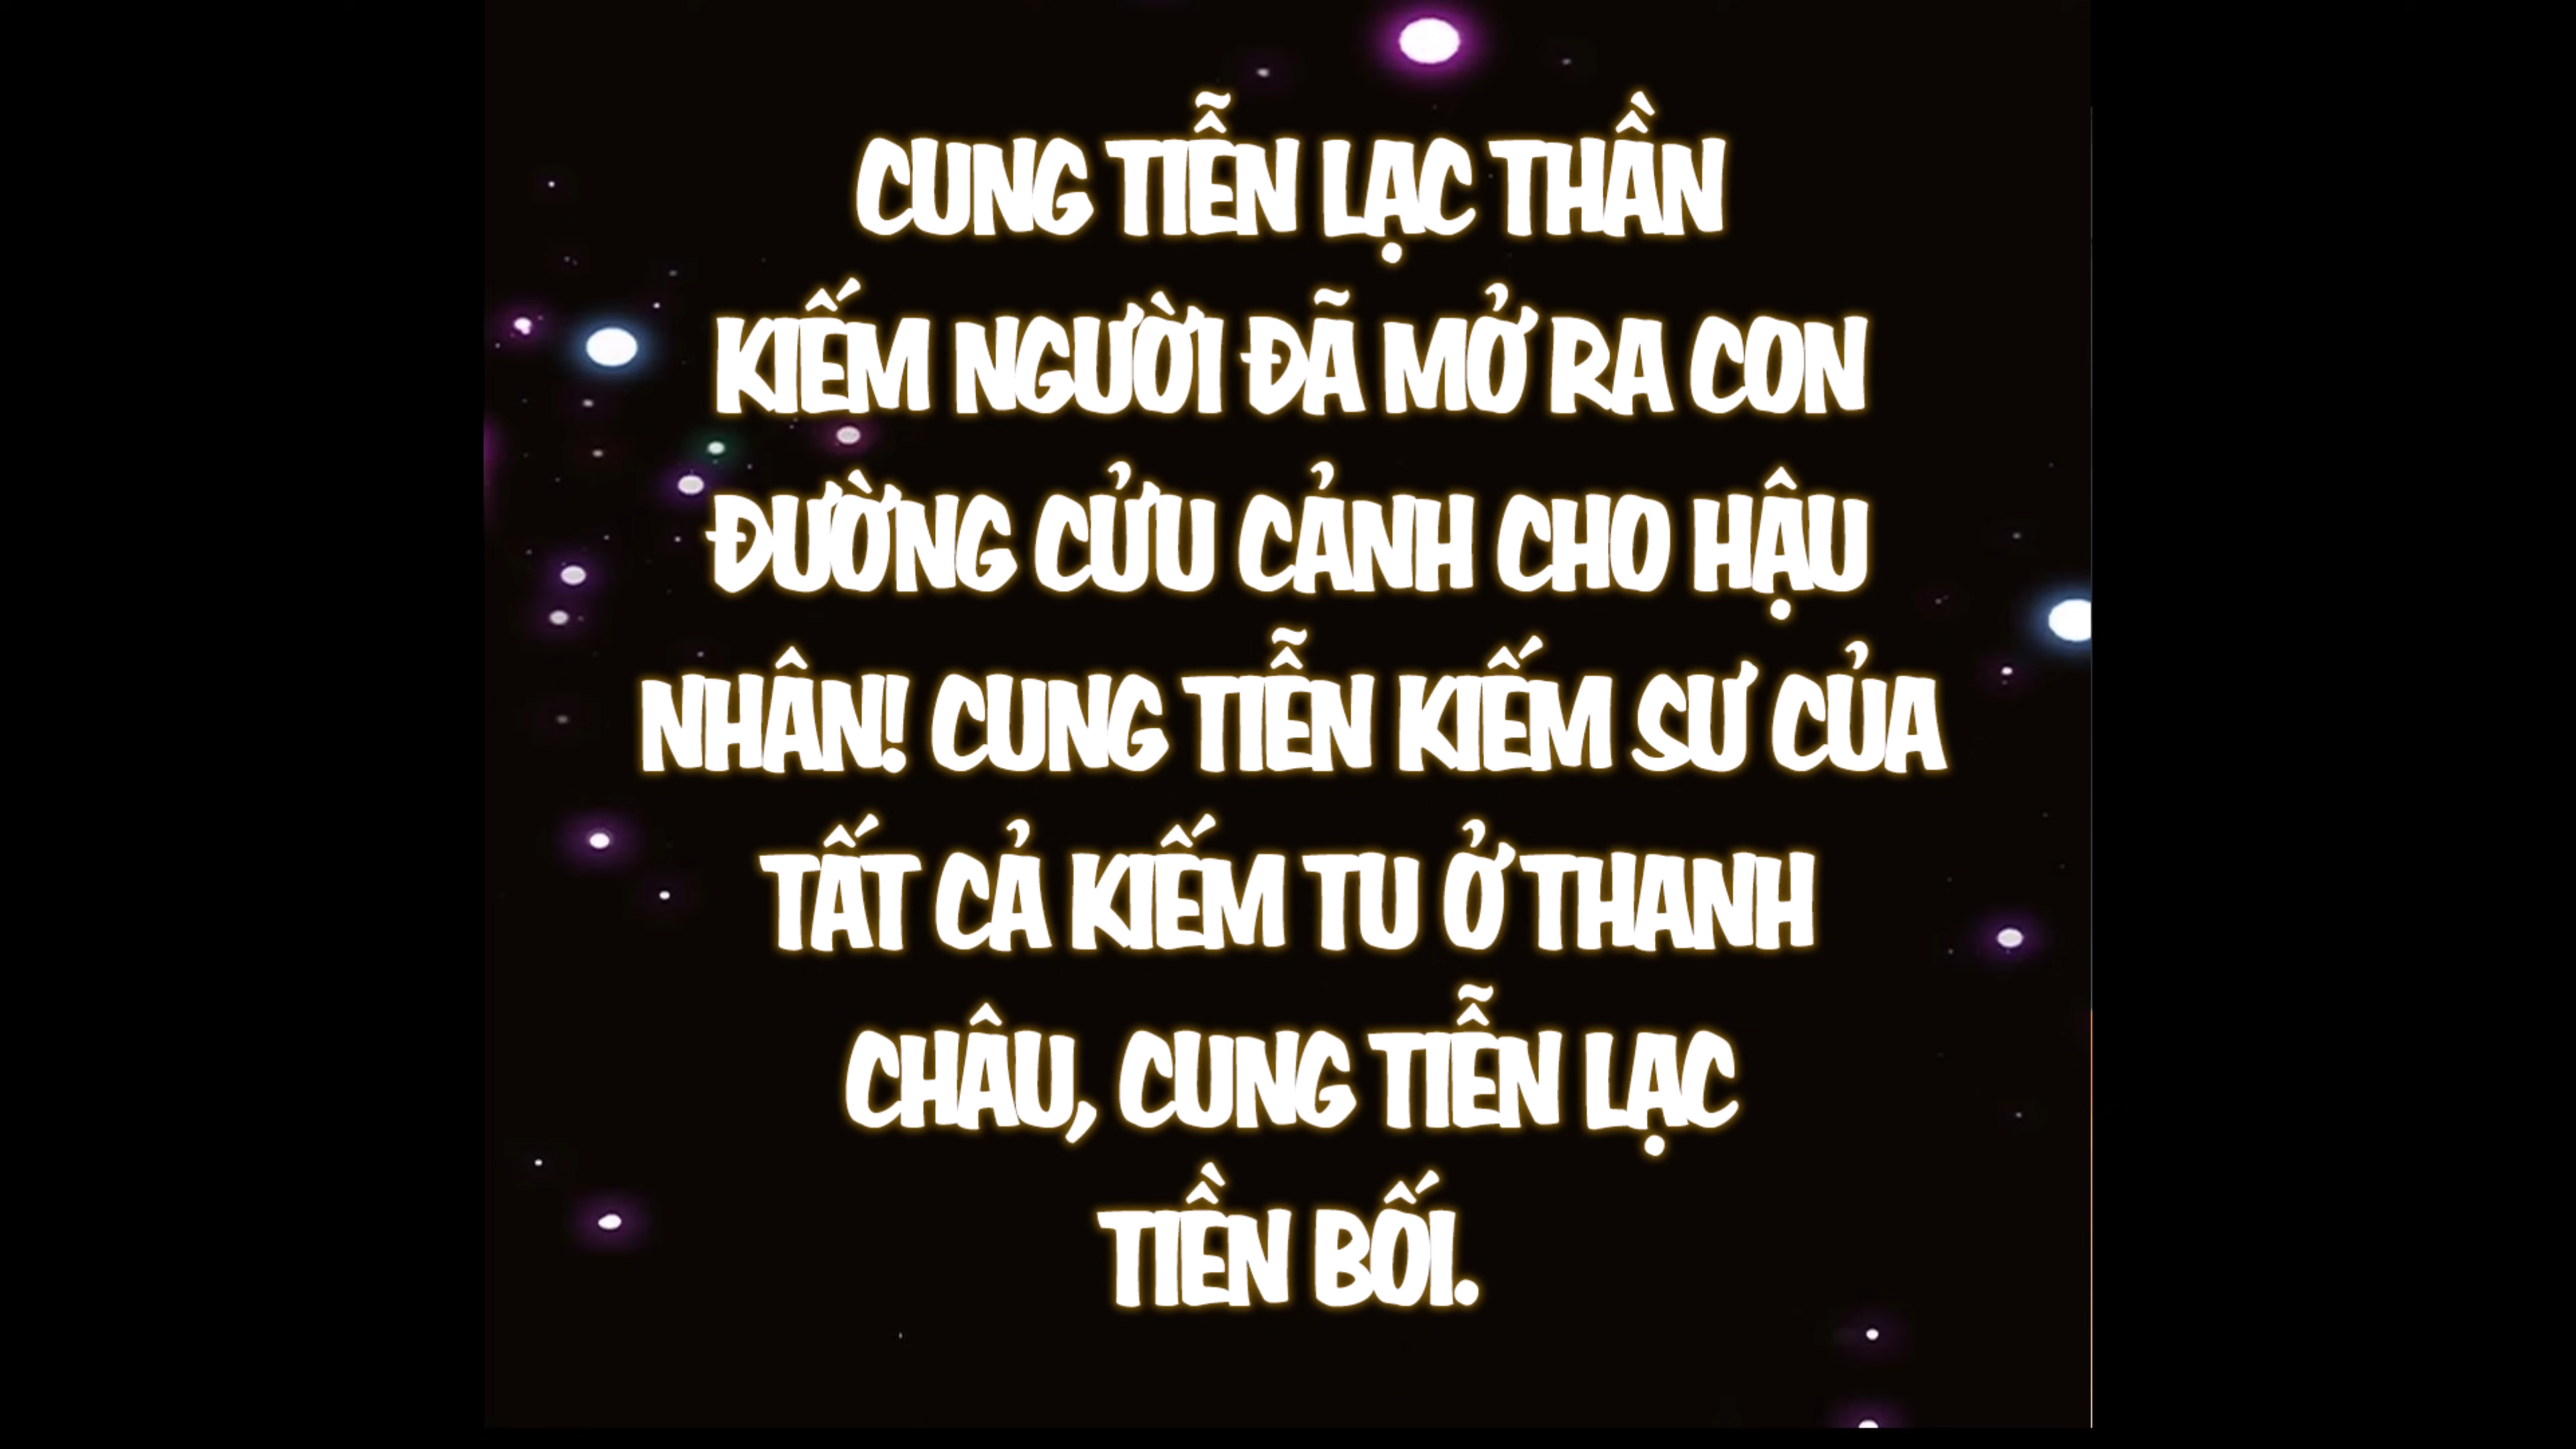 CUNG TIỄN LẠC THẦN
KIẾM NGƯỜI ĐÃ MỞ RA CON
ĐƯỜNG CỬU CẢNH CHO HẬU
NHÂN! CUNG TIỄN KIẾM SƯ CỦA
TẤT CẢ KIẾM TU Ở THANH
CHÂU, CUNG TIỄN LẠC
TIỀN BỐI.